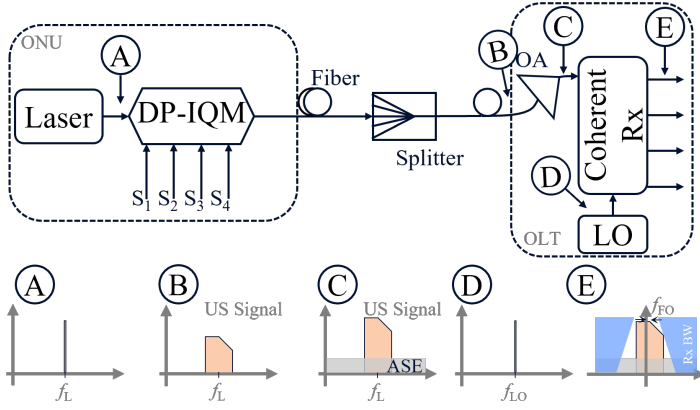 ONU
A
Laser
DP-IQM
S1 S2 S3 S4
Fiber
Splitter
B
OA
C
E
Coherent
Rx
D
LO
OLT
A
fL
B
US Signal
fL
C
US Signal
ASE
fL
D
fLO
E
fFO
Rx BW